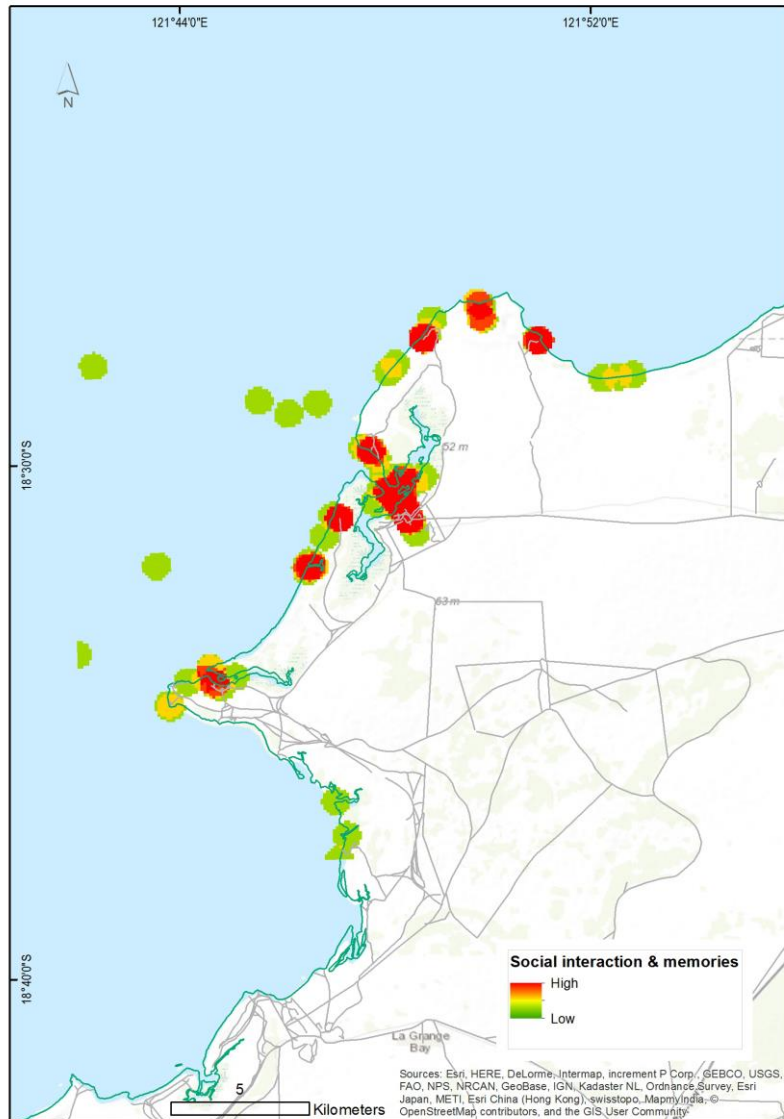 121°44'0"E
121°52'0"E
N
18°30'0"S
52 m
63 m
18°40'0"S
Social interaction & memories
High
Low
La Grange
Bay
5
Kilometers
Sources: Esri, HERE, DeLorme, Intermap, increment P Corp., GEBCO, USGS,
FAO, NPS, NRCAN, GeoBase, IGN, Kadaster NL, Ordnance Survey, Esri
Japan, METI, Esri China (Hong Kong), swisstopo, MapmyIndia, ©
OpenStreetMap contributors, and the GIS User Community